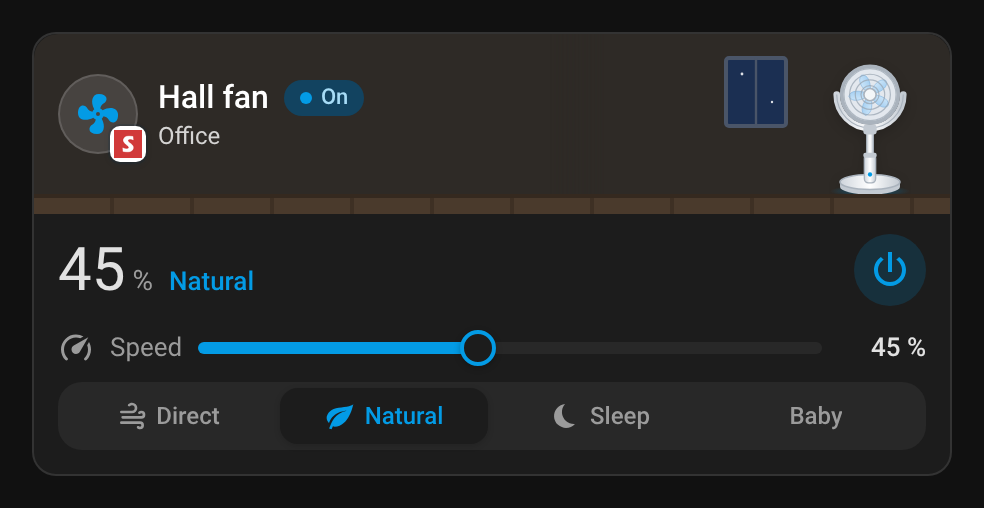 Hall fan On
S
Office
45 % Natural
Speed 45 %
Direct Natural Sleep Baby